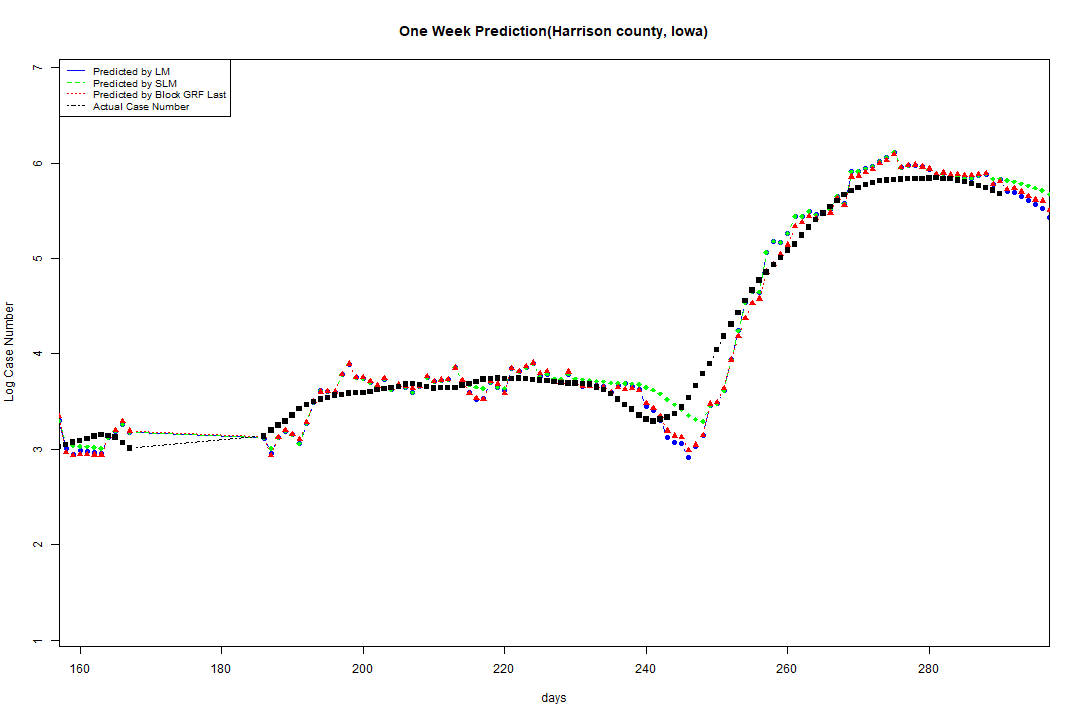 One Week Prediction(Harrison county, Iowa)
7
6
5
4
3
2
1
Log Case Number
Predicted by LM
Predicted by SLM
Predicted by Block GRF Last
Actual Case Number
160 180 200 220 240 260 280
days